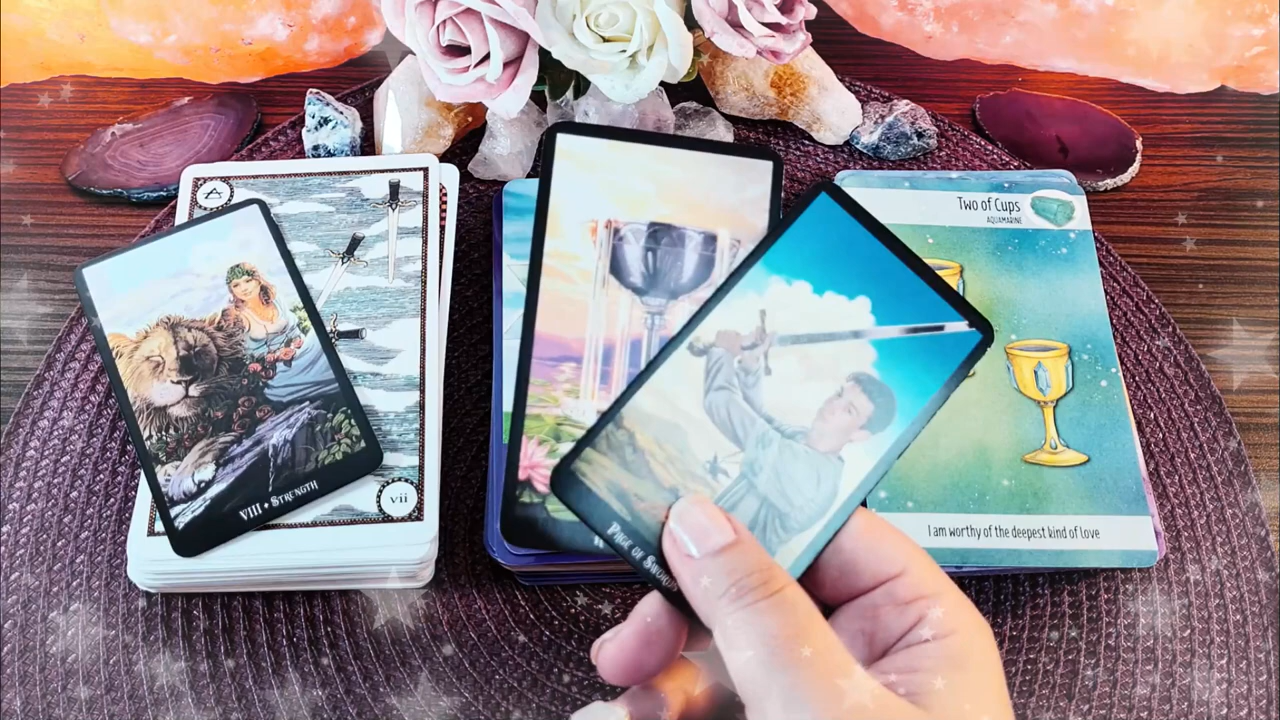 VIII ♦ STRENGTH
vii
PAGE OF SWORDS
Two of Cups
AQUAMARINE
I am worthy of the deepest kind of love